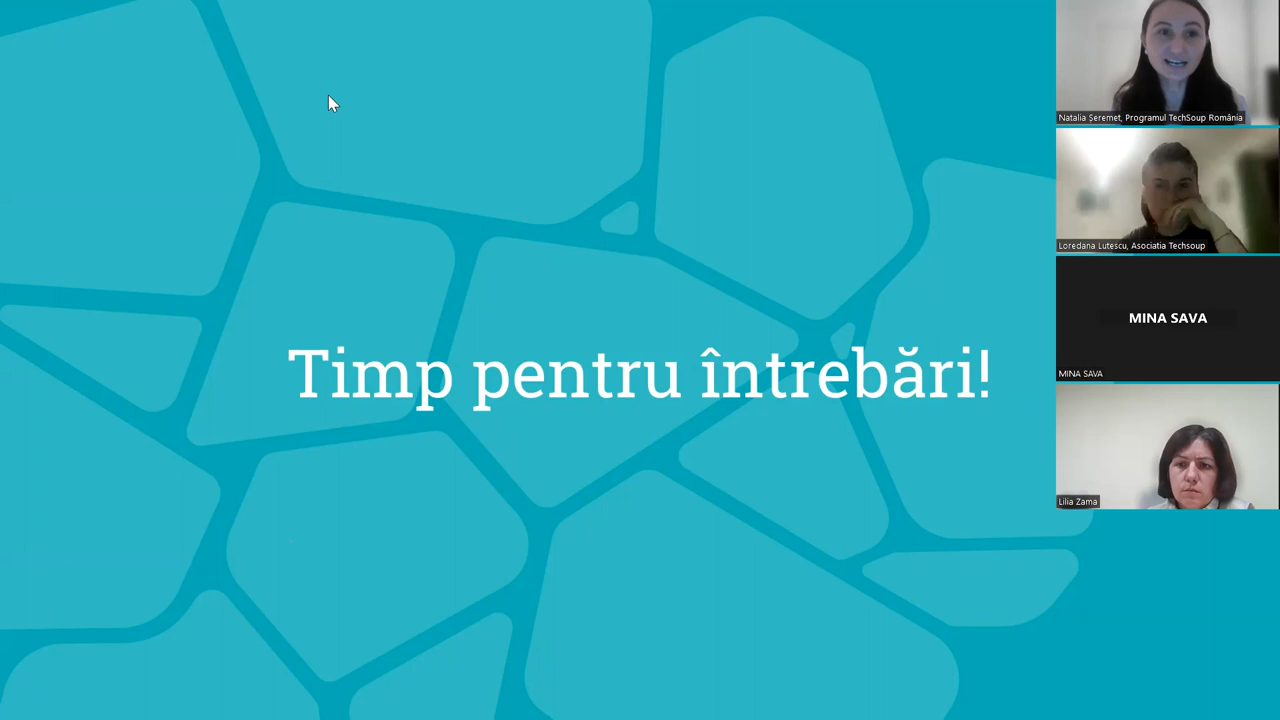 Timp pentru întrebări!
Natalia Șeremet, Programul TechSoup România
Loredana Lutescu, Asociatia Techsoup
MINA SAVA
MINA SAVA
Lilia Zama